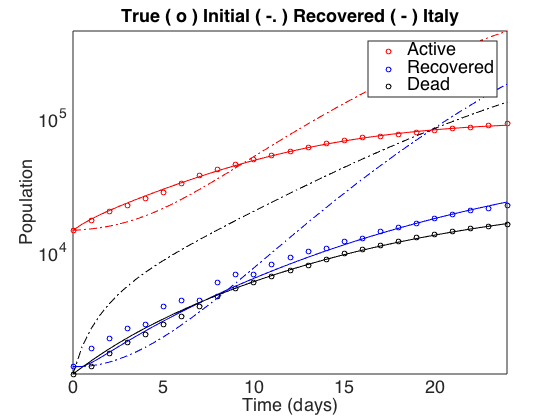 True ( o ) Initial ( -. ) Recovered ( - ) Italy
Active
Recovered
Dead
10^5
10^4
Population
0 5 10 15 20
Time (days)